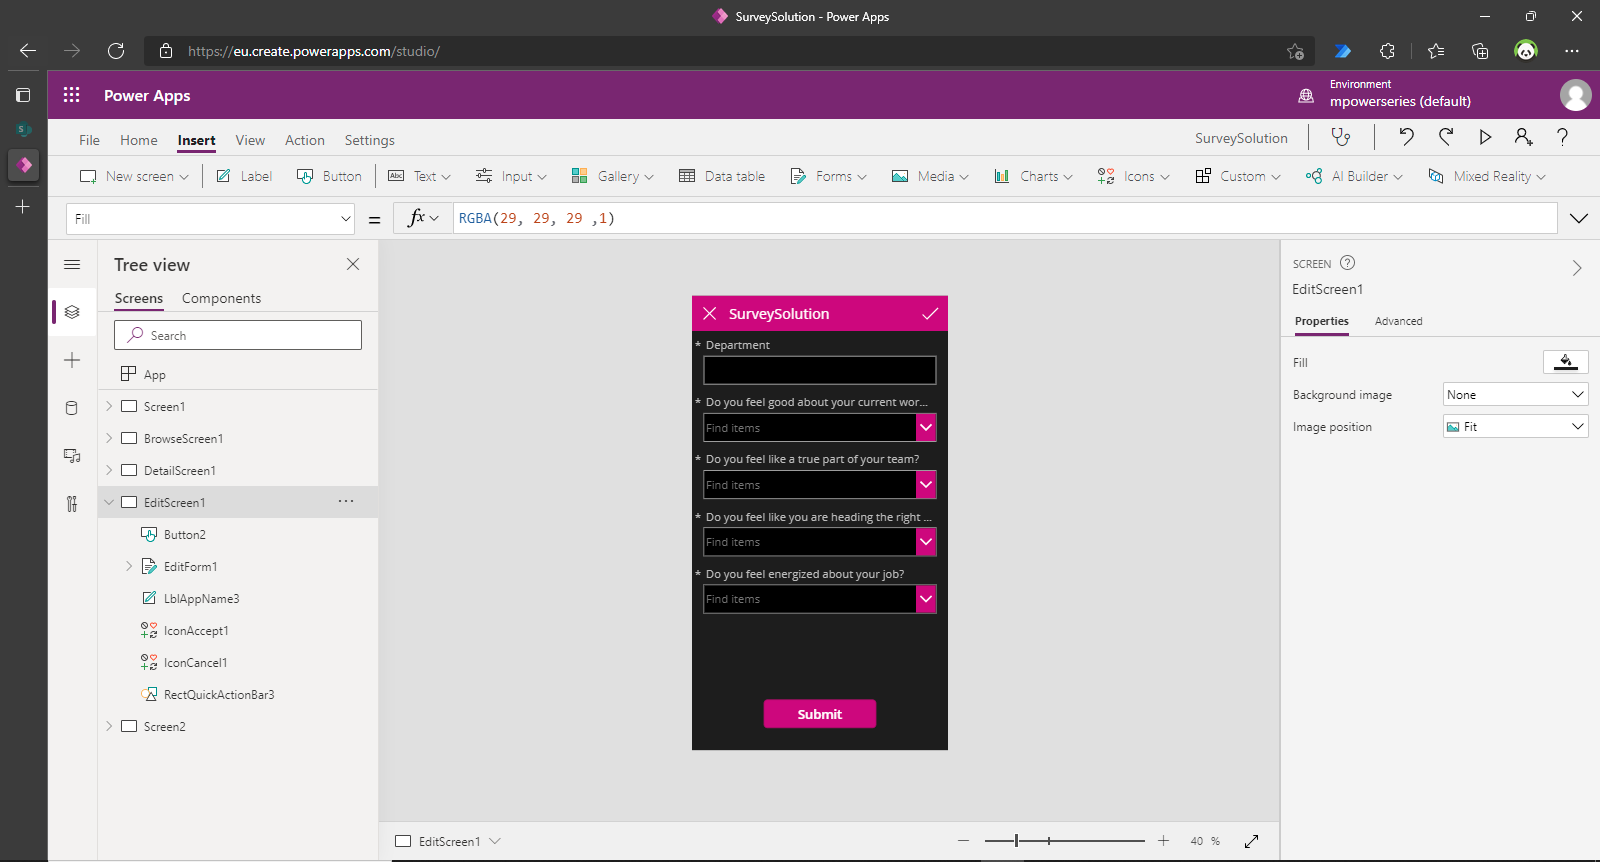 SurveySolution - Power Apps
https://eu.create.powerapps.com/studio/
Power Apps
Environment
mpowerseries (default)
File Home Insert View Action Settings
SurveySolution
New screen Label Button Text Input Gallery Data table Forms Media Charts Icons Custom AI Builder Mixed Reality
Fill = fx RGBA(29, 29, 29 ,1)
Tree view
Screens Components
Search
App
Screen1
BrowseScreen1
DetailScreen1
EditScreen1
Button2
EditForm1
LblAppName3
IconAccept1
IconCancel1
RectQuickActionBar3
Screen2
SurveySolution
* Department
* Do you feel good about your current wor...
Find items
* Do you feel like a true part of your team?
Find items
* Do you feel like you are heading the right ...
Find items
* Do you feel energized about your job?
Find items
Submit
EditScreen1
40 %
SCREEN
EditScreen1
Properties Advanced
Fill
Background image None
Image position Fit